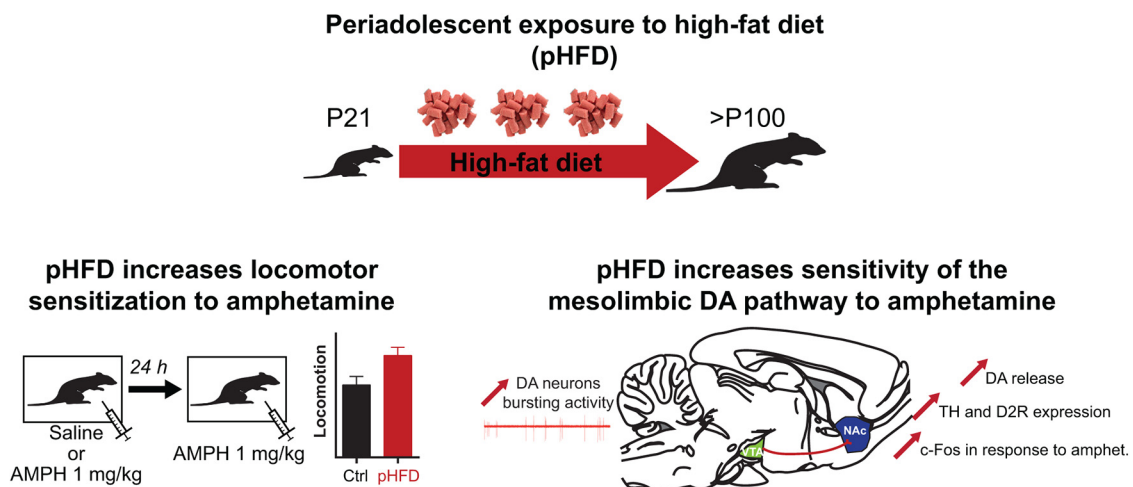 Periadolescent exposure to high-fat diet
(pHFD)
P21
>P100
High-fat diet
pHFD increases locomotor
sensitization to amphetamine
24 h
Saline
or
AMPH 1 mg/kg
AMPH 1 mg/kg
Locomotion
Ctrl pHFD
pHFD increases sensitivity of the
mesolimbic DA pathway to amphetamine
DA neurons
bursting activity
VTA
NAc
DA release
TH and D2R expression
c-Fos in response to amphet.